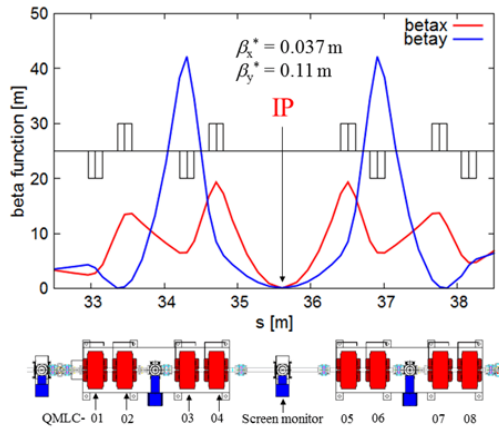 betax
betay
βx* = 0.037 m
βy* = 0.11 m
IP
beta function [m]
50
40
30
20
10
0
33 34 35 36 37 38
s [m]
QMLC- 01 02 03 04 Screen monitor 05 06 07 08